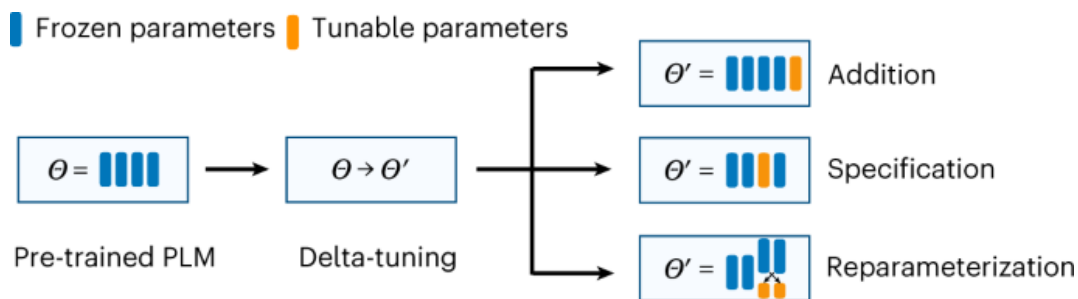 Frozen parameters Tunable parameters
Θ′ = Addition
Θ = Θ → Θ′ Θ′ = Specification
Pre-trained PLM Delta-tuning Θ′ = Reparameterization